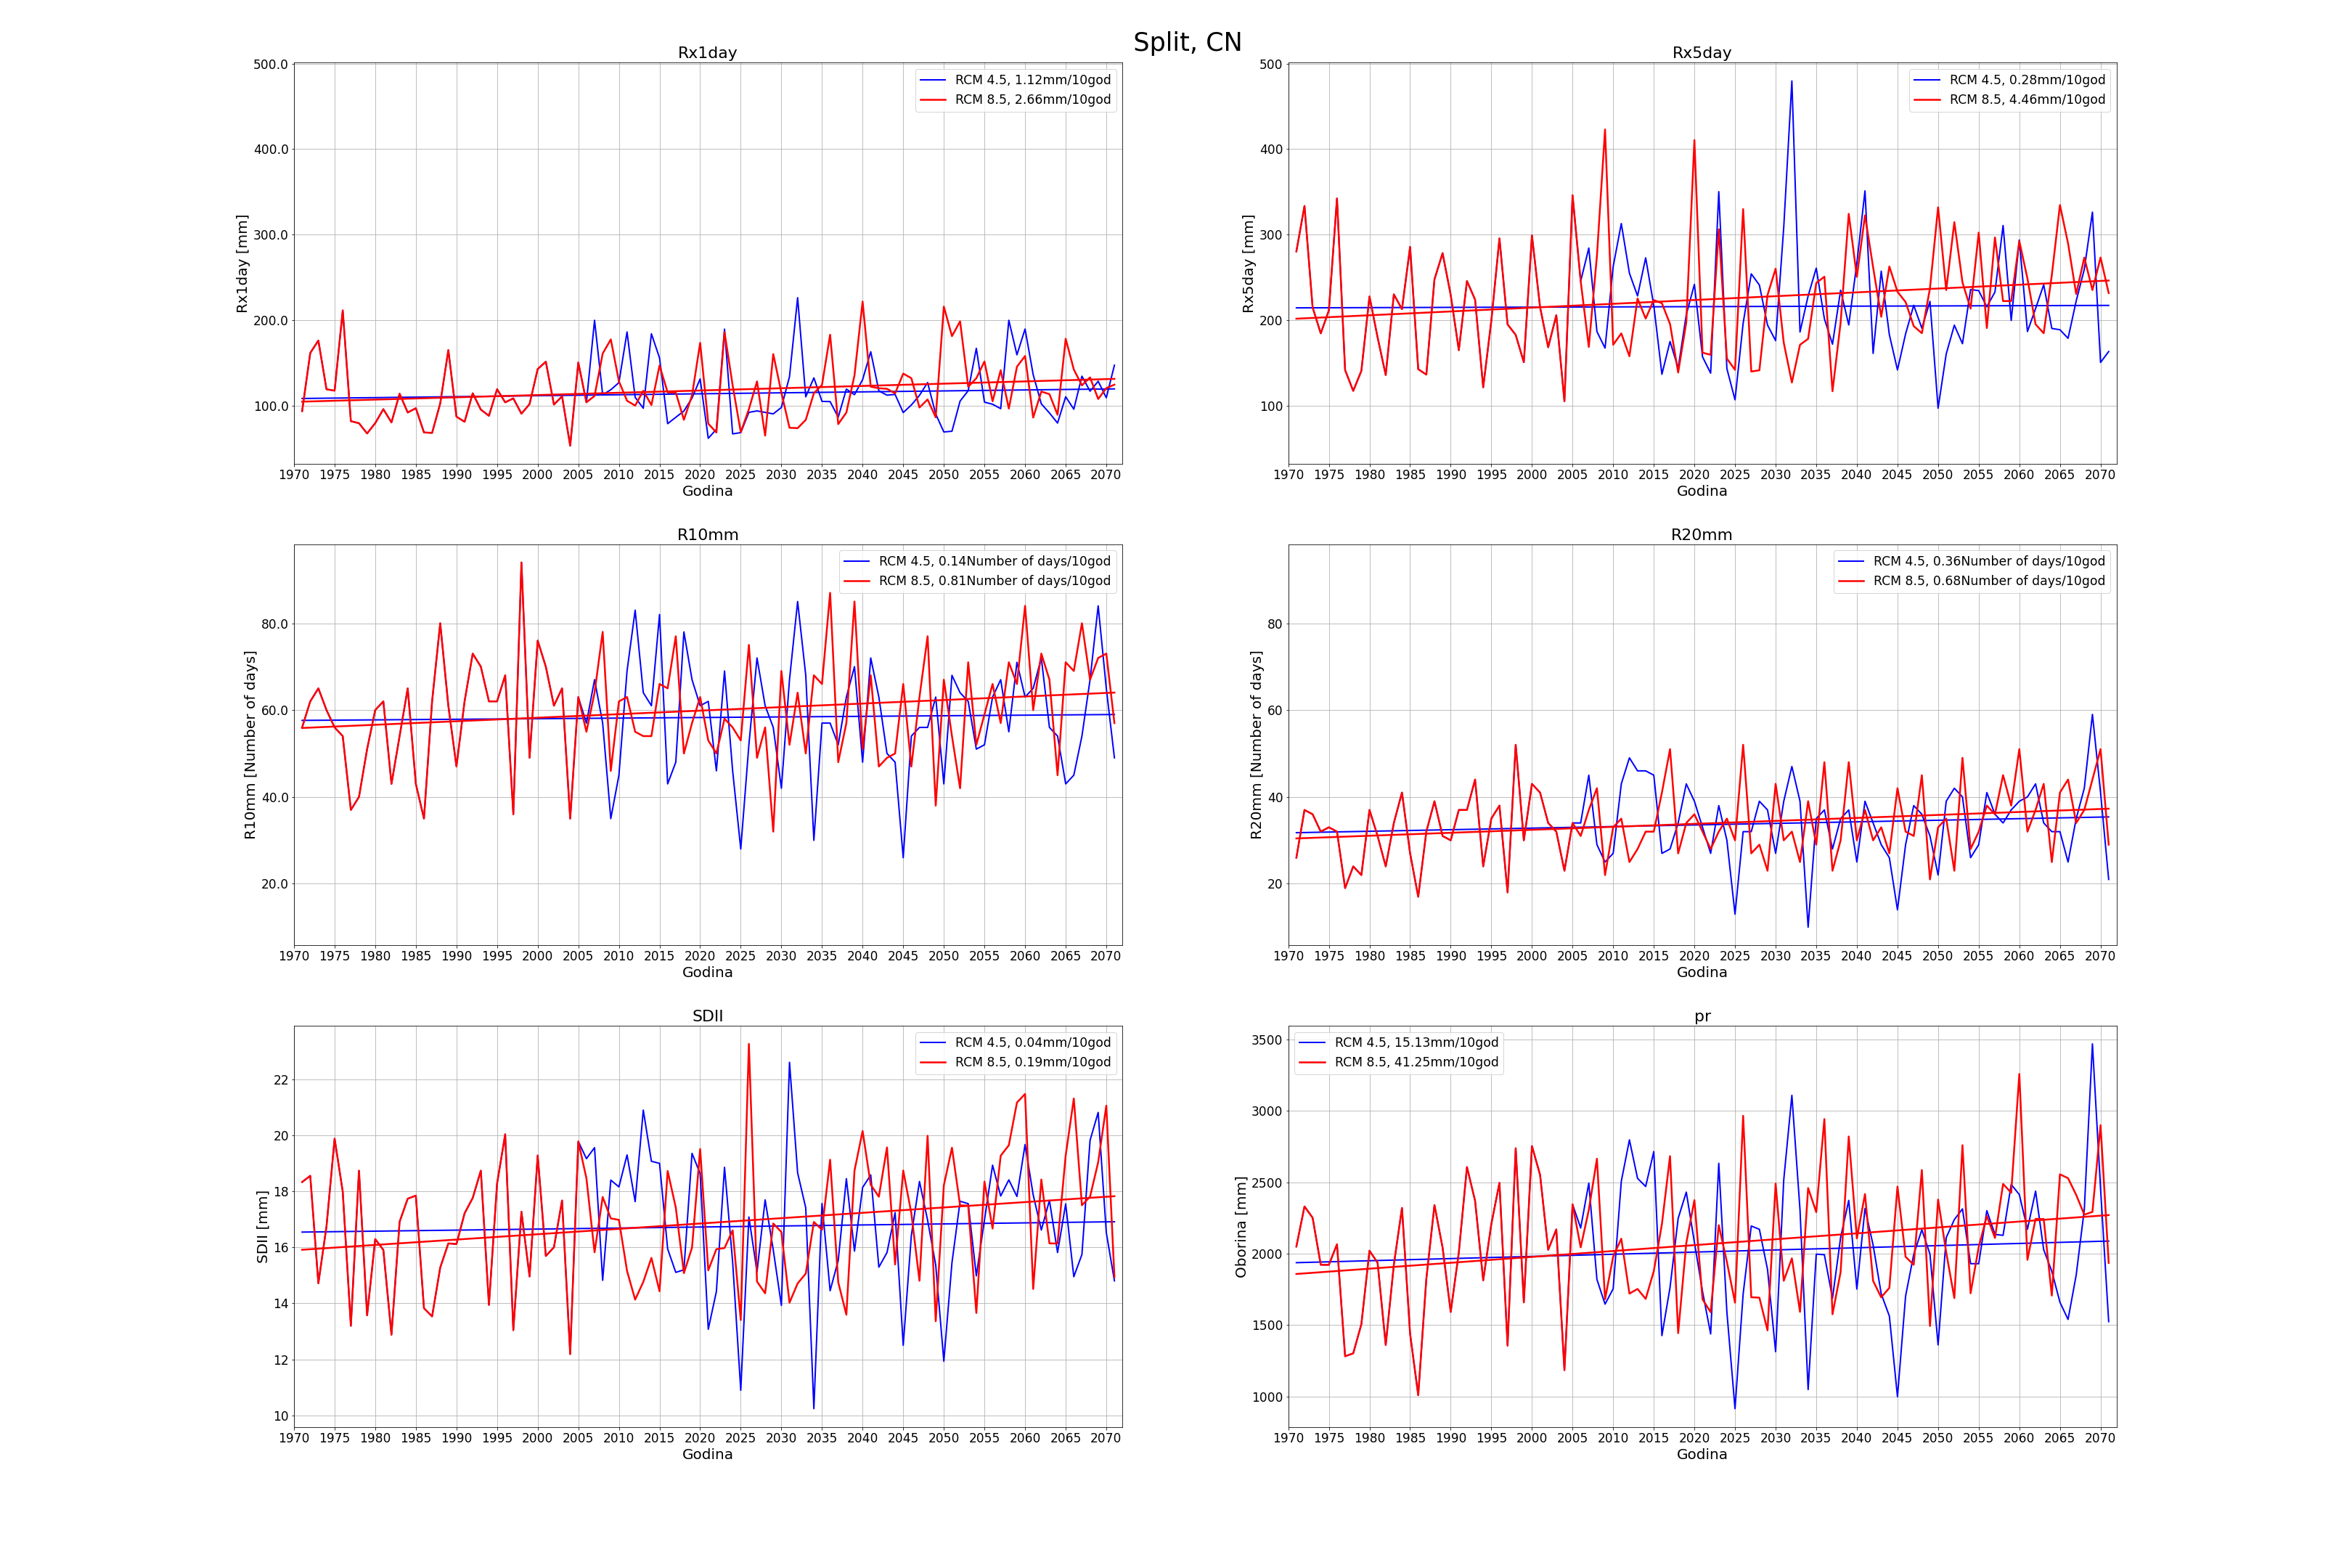 Split, CN
Rx1day
RCM 4.5, 1.12mm/10god
RCM 8.5, 2.66mm/10god
Rx1day [mm]
500.0
400.0
300.0
200.0
100.0
1970 1975 1980 1985 1990 1995 2000 2005 2010 2015 2020 2025 2030 2035 2040 2045 2050 2055 2060 2065 2070
Godina
Rx5day
RCM 4.5, 0.28mm/10god
RCM 8.5, 4.46mm/10god
Rx5day [mm]
500
400
300
200
100
1970 1975 1980 1985 1990 1995 2000 2005 2010 2015 2020 2025 2030 2035 2040 2045 2050 2055 2060 2065 2070
Godina
R10mm
RCM 4.5, 0.14Number of days/10god
RCM 8.5, 0.81Number of days/10god
R10mm [Number of days]
80.0
60.0
40.0
20.0
1970 1975 1980 1985 1990 1995 2000 2005 2010 2015 2020 2025 2030 2035 2040 2045 2050 2055 2060 2065 2070
Godina
R20mm
RCM 4.5, 0.36Number of days/10god
RCM 8.5, 0.68Number of days/10god
R20mm [Number of days]
80
60
40
20
1970 1975 1980 1985 1990 1995 2000 2005 2010 2015 2020 2025 2030 2035 2040 2045 2050 2055 2060 2065 2070
Godina
SDII
RCM 4.5, 0.04mm/10god
RCM 8.5, 0.19mm/10god
SDII [mm]
22
20
18
16
14
12
10
1970 1975 1980 1985 1990 1995 2000 2005 2010 2015 2020 2025 2030 2035 2040 2045 2050 2055 2060 2065 2070
Godina
pr
RCM 4.5, 15.13mm/10god
RCM 8.5, 41.25mm/10god
Oborina [mm]
3500
3000
2500
2000
1500
1000
1970 1975 1980 1985 1990 1995 2000 2005 2010 2015 2020 2025 2030 2035 2040 2045 2050 2055 2060 2065 2070
Godina